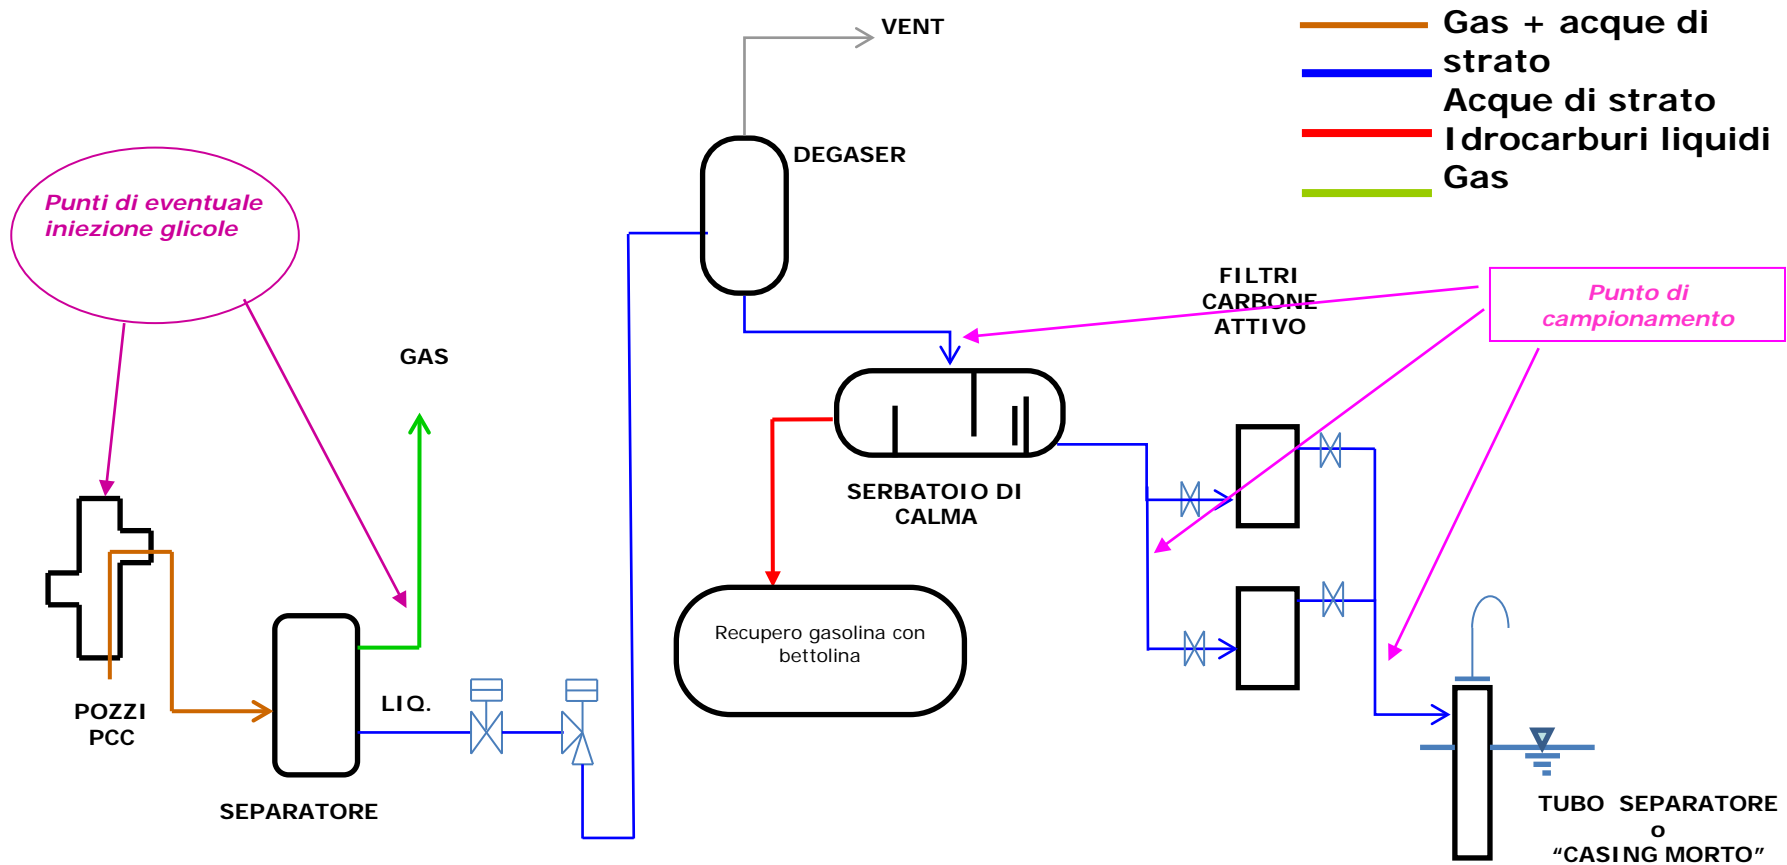 VENT
Gas + acque di
strato
Acque di strato
Idrocarburi liquidi
Gas
DEGASER
Punti di eventuale
iniezione glicole
FILTRI
CARBONE
ATTIVO
Punto di
campionamento
GAS
SERBATOIO DI
CALMA
Recupero gasolina con
bettolina
LIQ.
POZZI
PCC
SEPARATORE
TUBO SEPARATORE
o
“CASING MORTO”